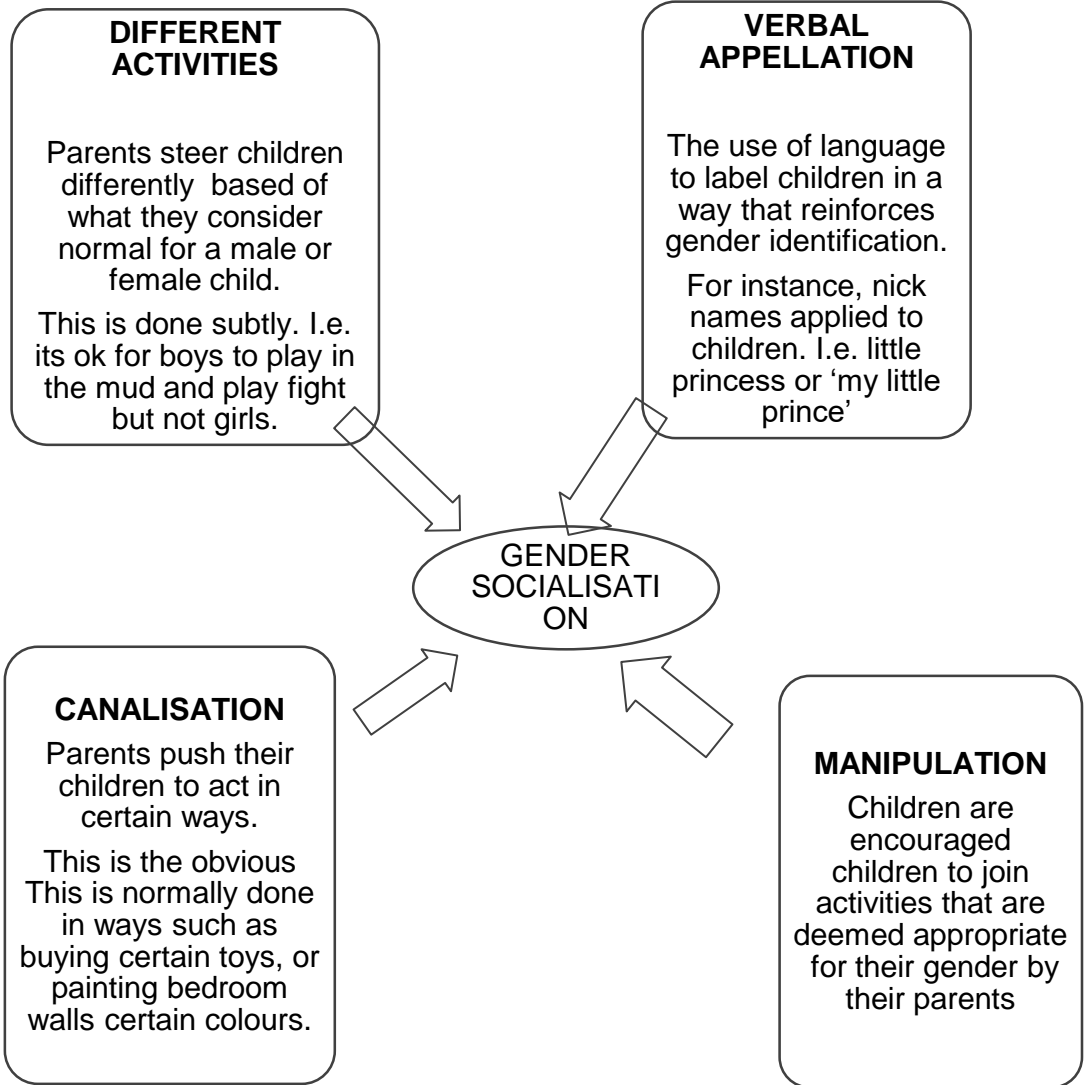 DIFFERENT
ACTIVITIES
Parents steer children
differently  based of
what they consider
normal for a male or
female child.
This is done subtly. I.e.
its ok for boys to play in
the mud and play fight
but not girls.
VERBAL
APPELLATION
The use of language
to label children in a
way that reinforces
gender identification.
For instance, nick
names applied to
children. I.e. little
princess or ‘my little
prince’
GENDER
SOCIALISATI
ON
CANALISATION
Parents push their
children to act in
certain ways.
This is the obvious
This is normally done
in ways such as
buying certain toys, or
painting bedroom
walls certain colours.
MANIPULATION
Children are
encouraged
children to join
activities that are
deemed appropriate
for their gender by
their parents